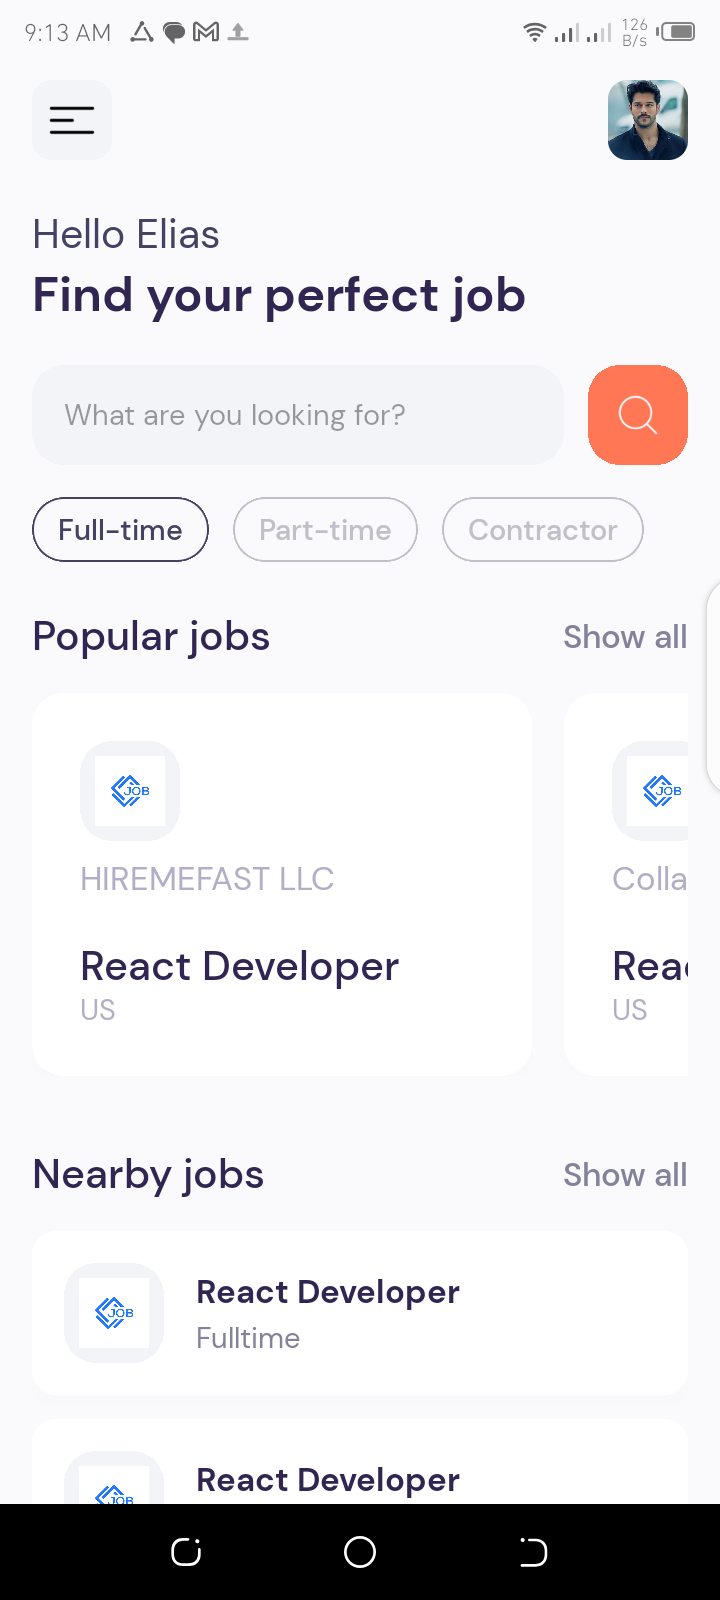 9:13 AM
126 B/s
Hello Elias
Find your perfect job
What are you looking for?
Full-time Part-time Contractor
Popular jobs Show all
JOB JOB
HIREMEFAST LLC Colla
React Developer Reac
US US
Nearby jobs Show all
JOB
React Developer
Fulltime
JOB
React Developer